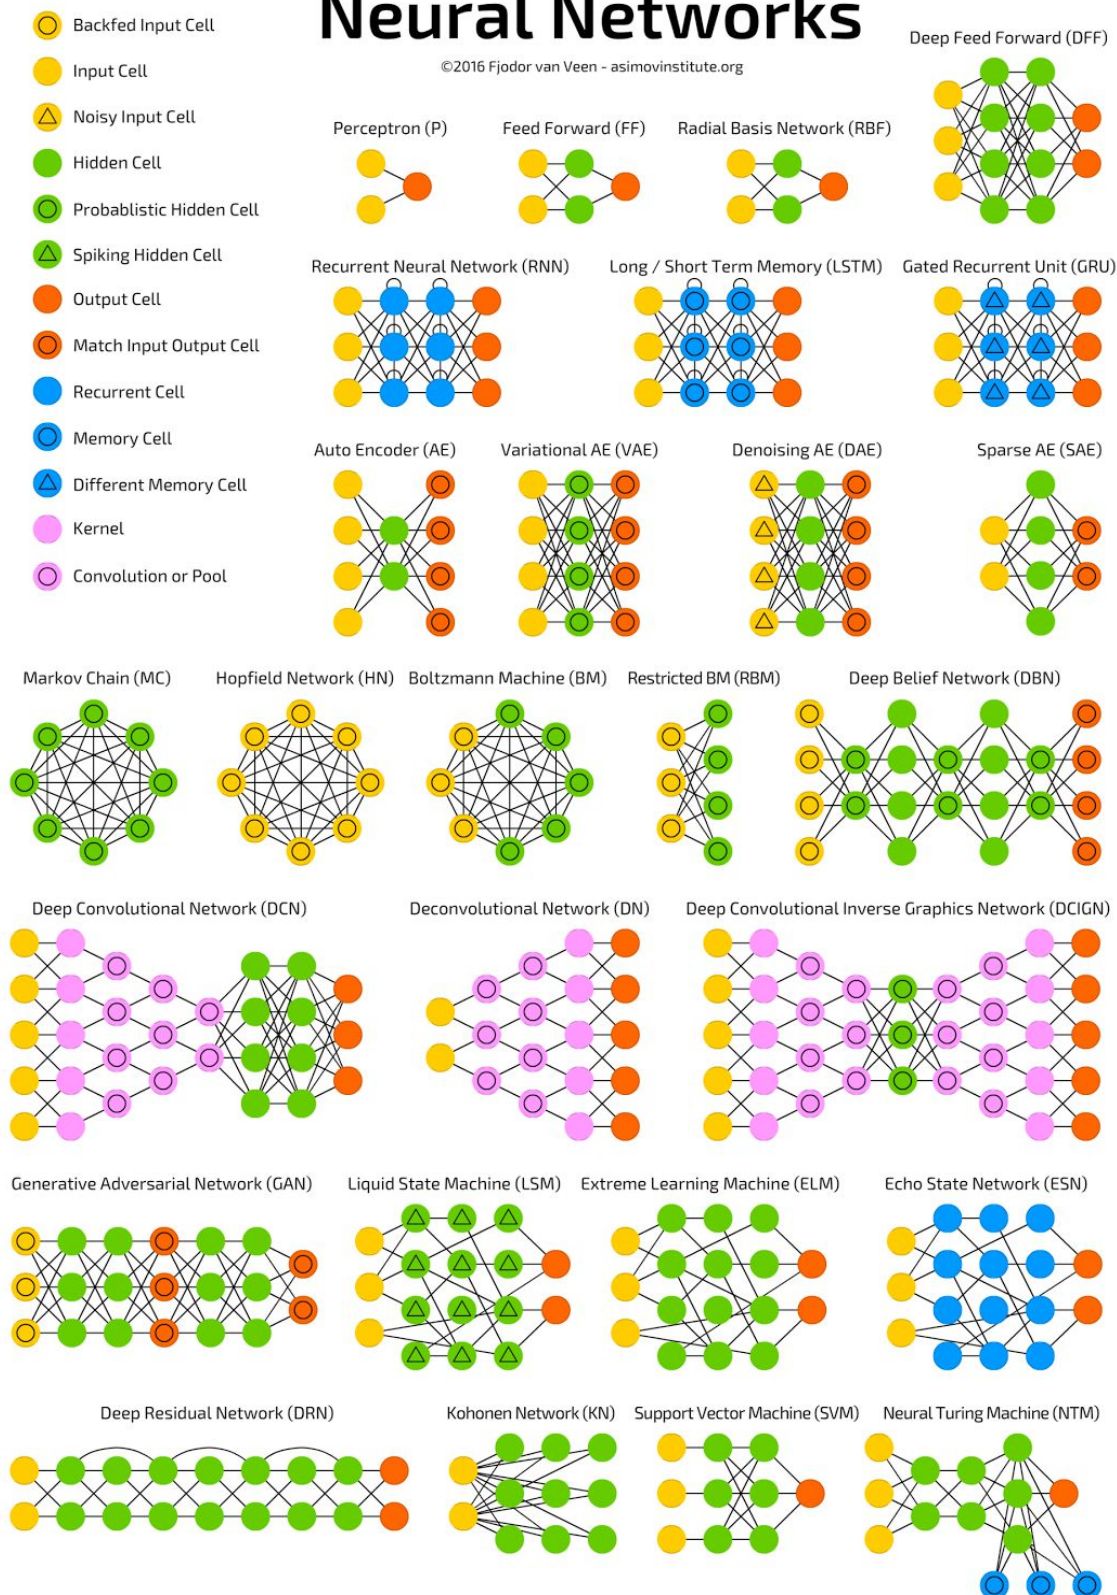 Neural Networks
©2016 Fjodor van Veen - asimovinstitute.org
Backfed Input Cell
Input Cell
Noisy Input Cell
Hidden Cell
Probablistic Hidden Cell
Spiking Hidden Cell
Output Cell
Match Input Output Cell
Recurrent Cell
Memory Cell
Different Memory Cell
Kernel
Convolution or Pool
Deep Feed Forward (DFF)
Perceptron (P)
Feed Forward (FF)
Radial Basis Network (RBF)
Recurrent Neural Network (RNN)
Long / Short Term Memory (LSTM)
Gated Recurrent Unit (GRU)
Auto Encoder (AE)
Variational AE (VAE)
Denoising AE (DAE)
Sparse AE (SAE)
Markov Chain (MC)
Hopfield Network (HN)
Boltzmann Machine (BM)
Restricted BM (RBM)
Deep Belief Network (DBN)
Deep Convolutional Network (DCN)
Deconvolutional Network (DN)
Deep Convolutional Inverse Graphics Network (DCIGN)
Generative Adversarial Network (GAN)
Liquid State Machine (LSM)
Extreme Learning Machine (ELM)
Echo State Network (ESN)
Deep Residual Network (DRN)
Kohonen Network (KN)
Support Vector Machine (SVM)
Neural Turing Machine (NTM)